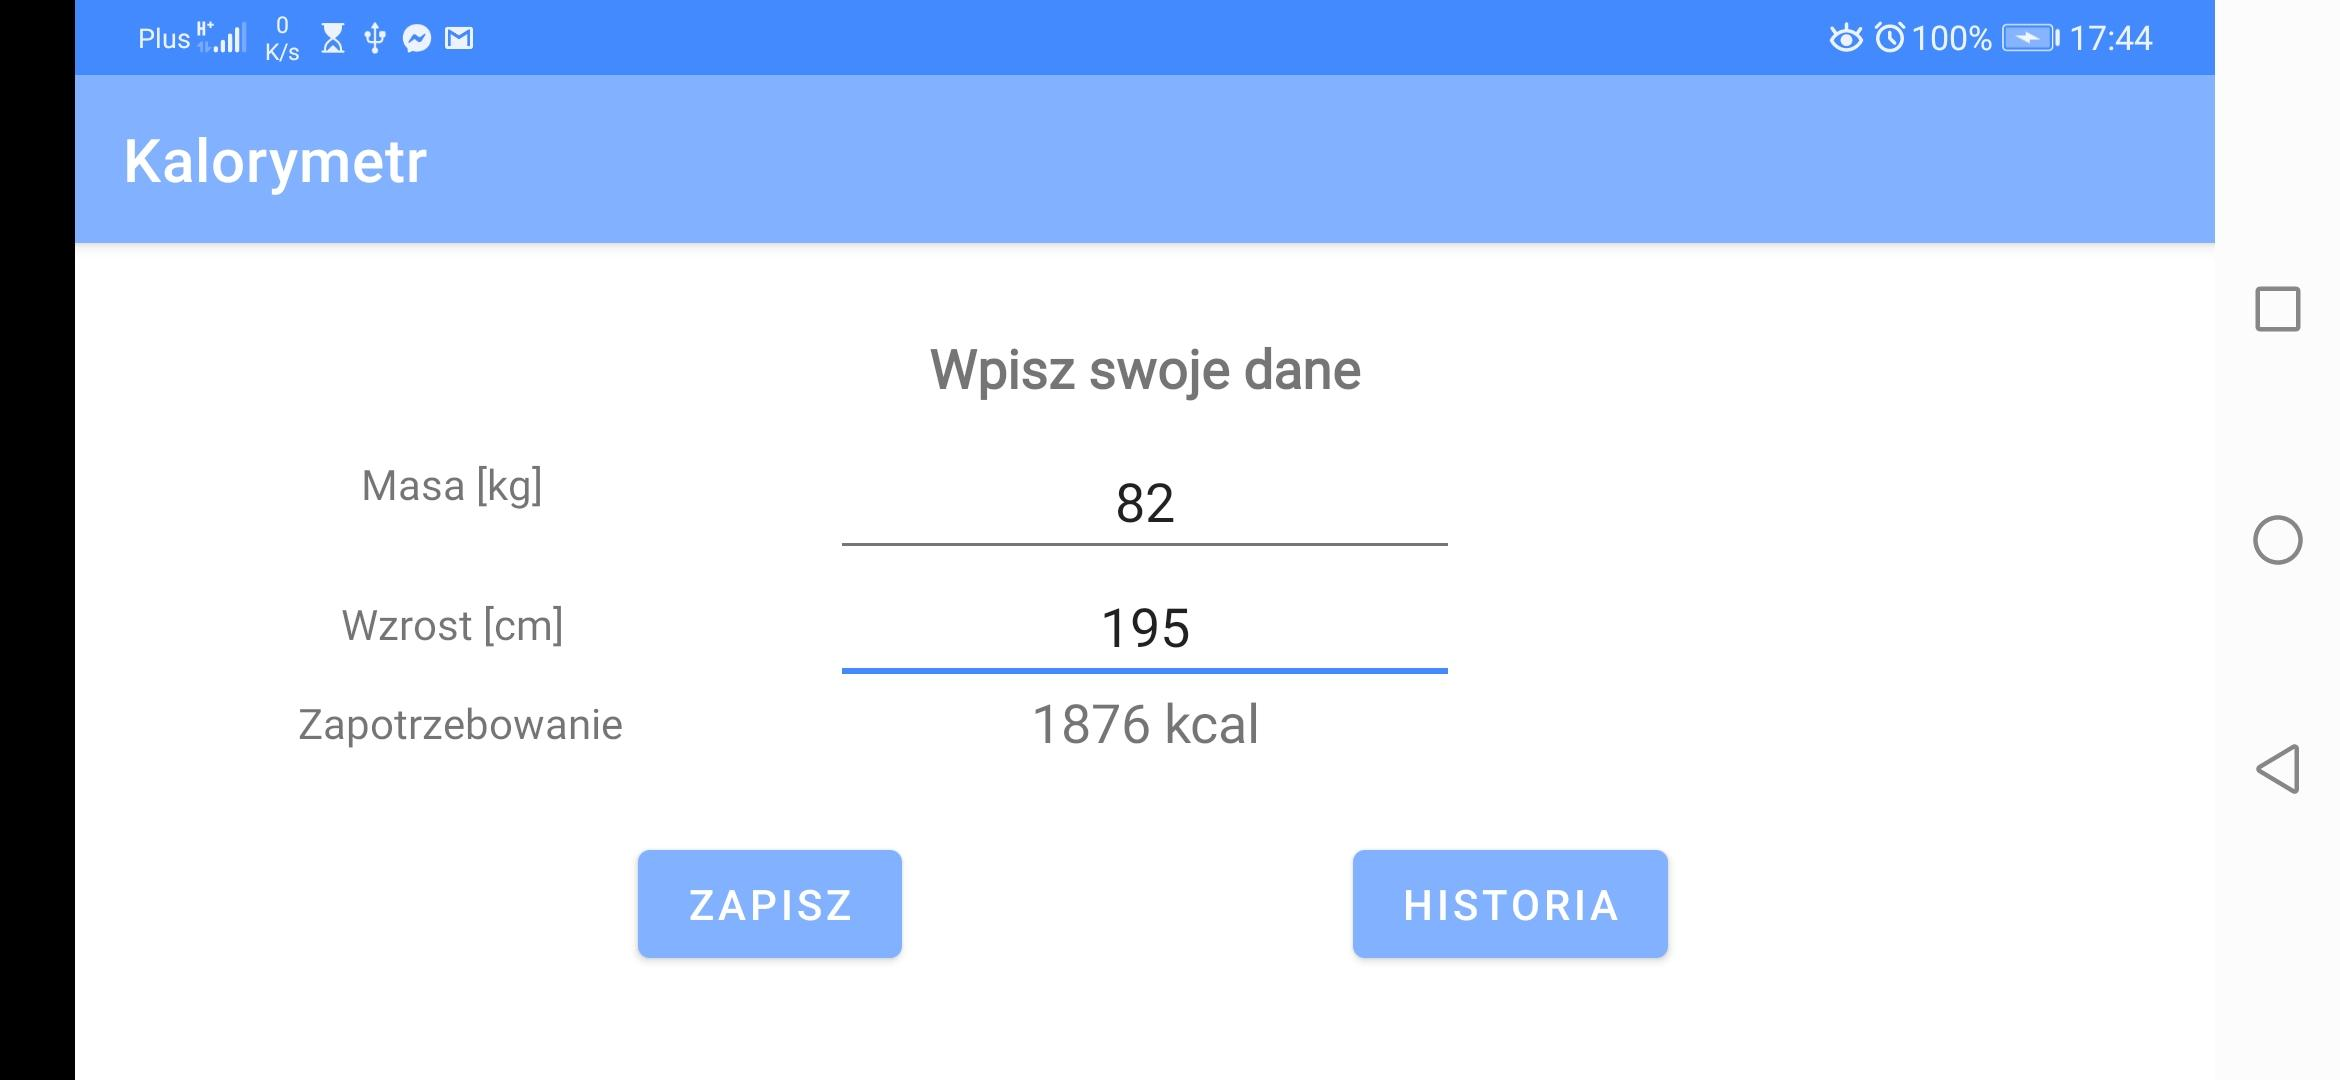 Plus H+ 0 K/s 100% 17:44
Kalorymetr
Wpisz swoje dane
Masa [kg] 82
Wzrost [cm] 195
Zapotrzebowanie 1876 kcal
ZAPISZ HISTORIA